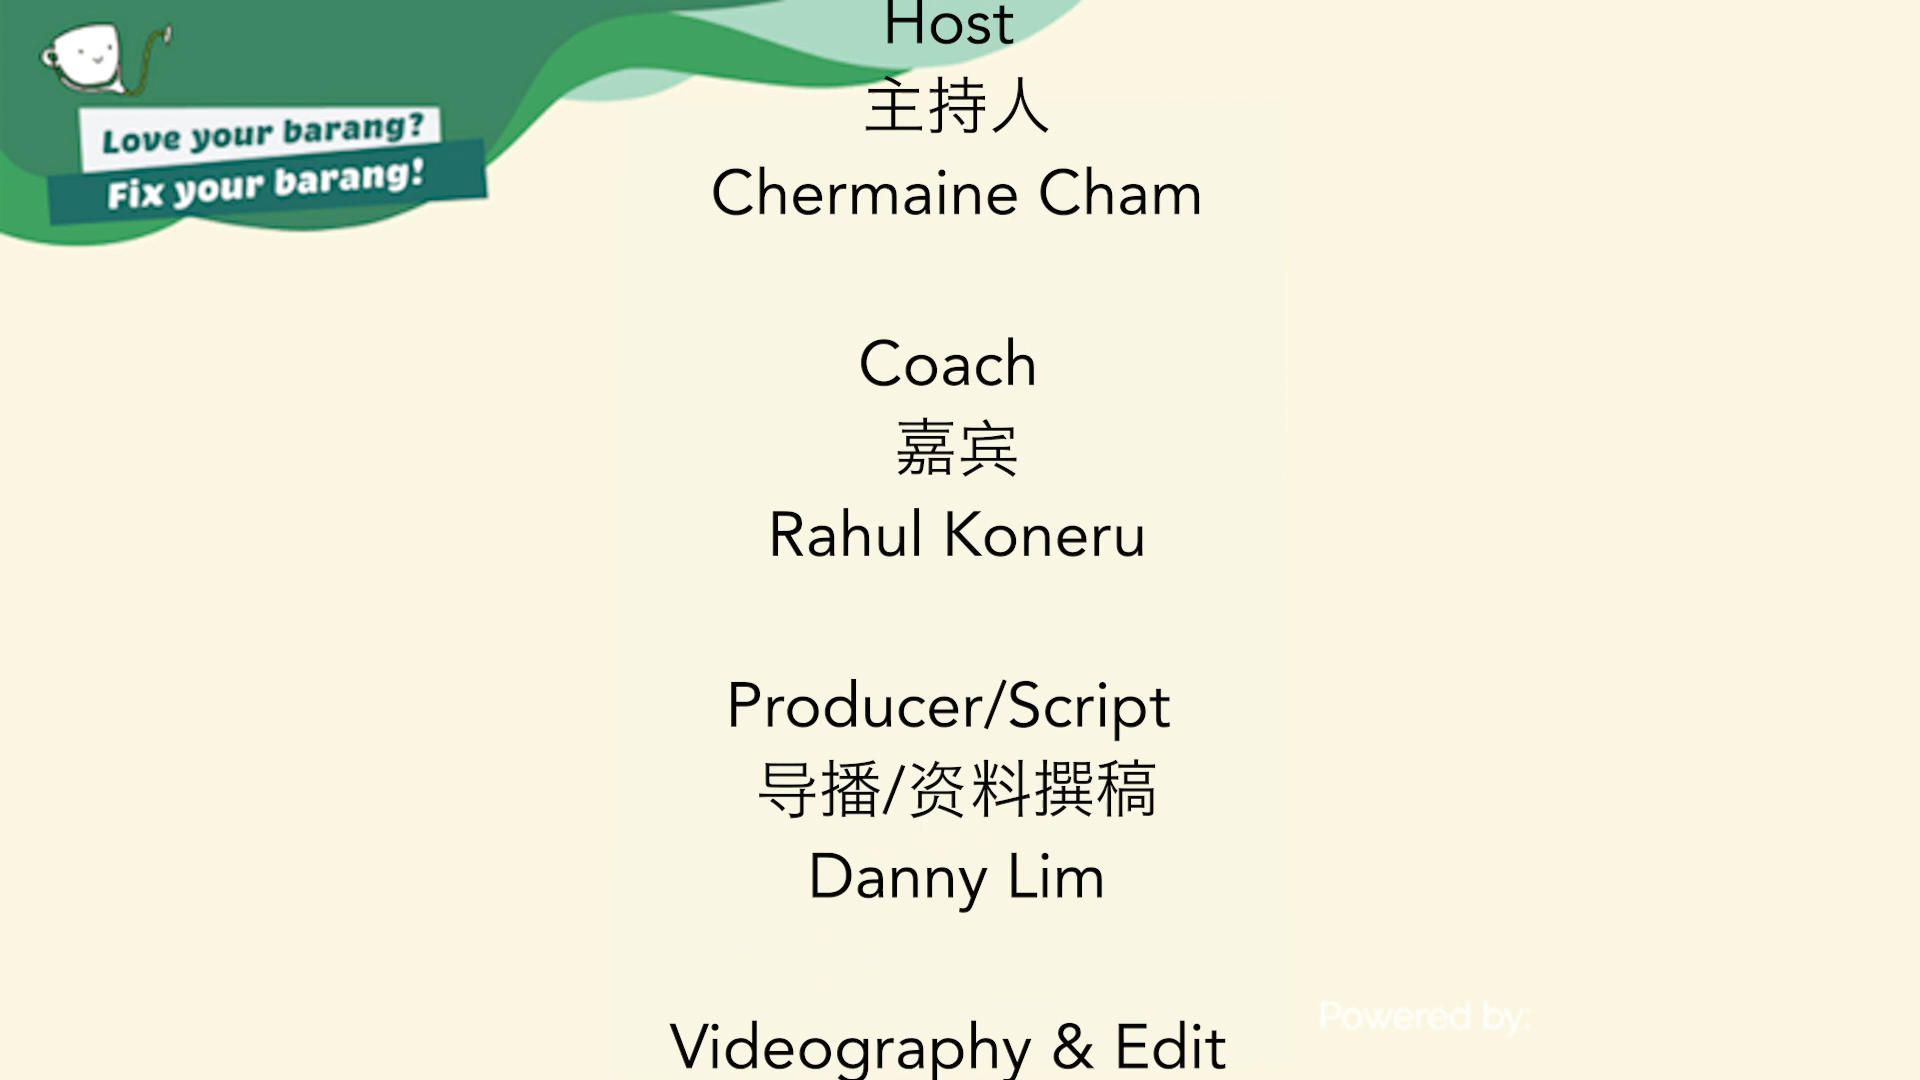 Love your barang?
Fix your barang!
Host
主持人
Chermaine Cham
Coach
嘉宾
Rahul Koneru
Producer/Script
导播/资料撰稿
Danny Lim
Videography & Edit
Powered by: